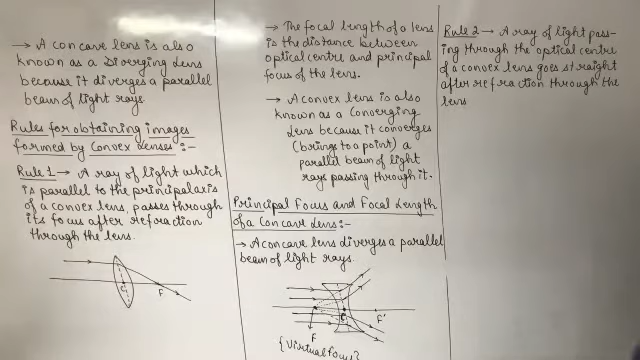 → A concave lens is also
known as a Diverging Lens
because it diverges a parallel
beam of light rays.
Rules for obtaining images
formed by Convex Lenses :-
Rule 1 → A ray of light which
is parallel to the principal axis
of a convex lens, passes through
its focus after refraction
through the lens.
C
F
→ The focal length of a lens
is the distance between
optical centre and principal
focus of the lens.
→ A convex lens is also
known as a Converging
Lens because it converges
(brings to a point) a
parallel beam of light
rays passing through it.
Principal Focus and Focal Length
of a Concave Lens:-
→ A concave lens diverges a parallel
beam of light rays.
F
C
F'
{Virtual Focus}
Rule 2 → A ray of light pass-
ing through the optical centre
of a convex lens goes straight
after refraction through the
lens